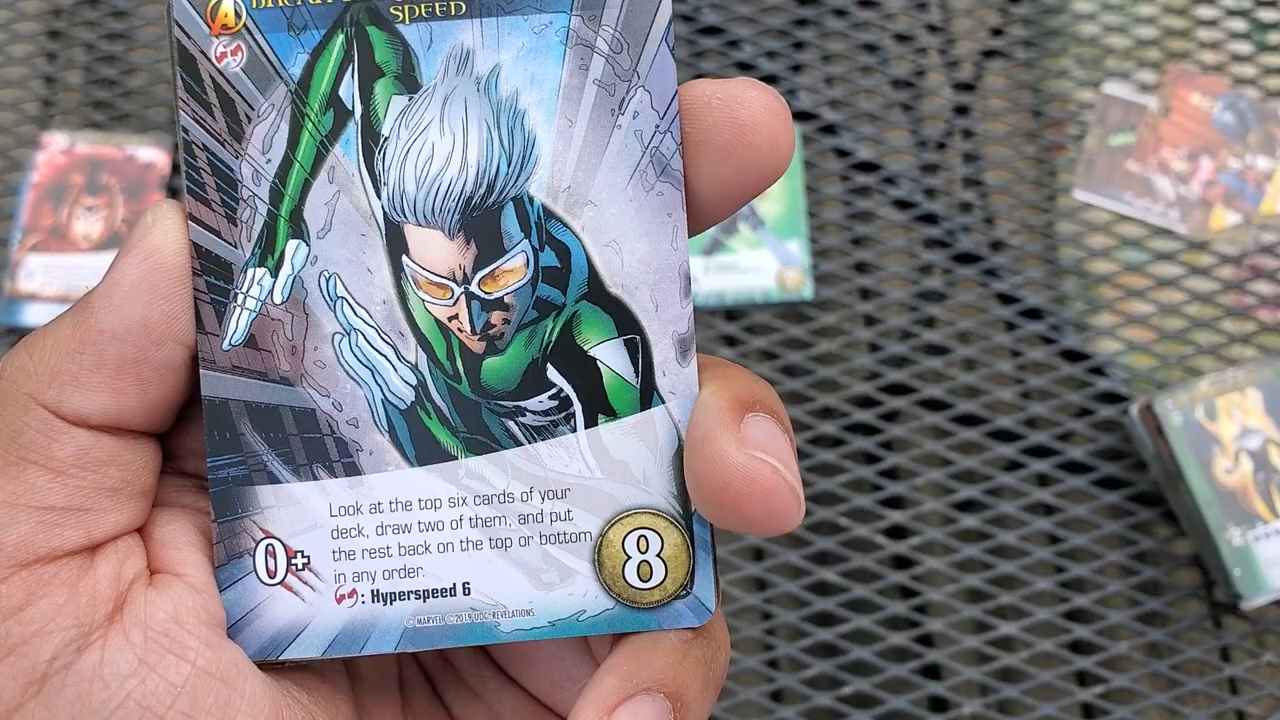 SPEED
Look at the top six cards of your
deck, draw two of them, and put
the rest back on the top or bottom
in any order.
: Hyperspeed 6
0+
8
© MARVEL ©2019 UDC REVELATIONS.